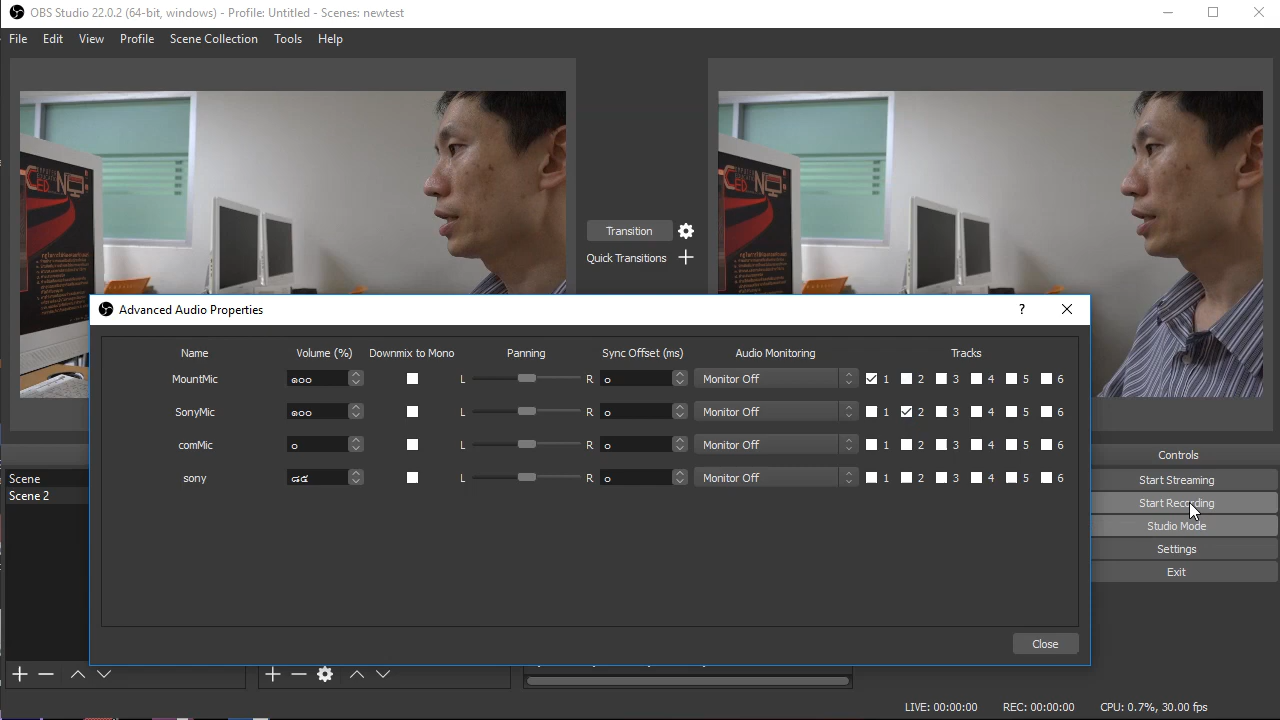 OBS Studio 22.0.2 (64-bit, windows) - Profile: Untitled - Scenes: newtest
File Edit View Profile Scene Collection Tools Help
Transition
Quick Transitions
Advanced Audio Properties ?
Name Volume (%) Downmix to Mono Panning Sync Offset (ms) Audio Monitoring Tracks
MountMic ๑๐๐ L R ๐ Monitor Off 1 2 3 4 5 6
SonyMic ๑๐๐ L R ๐ Monitor Off 1 2 3 4 5 6
comMic ๐ L R ๐ Monitor Off 1 2 3 4 5 6
sony L R ๐ Monitor Off 1 2 3 4 5 6
Close
Scene
Scene 2
Controls
Start Streaming
Start Recording
Studio Mode
Settings
Exit
LIVE: 00:00:00 REC: 00:00:00 CPU: 0.7%, 30.00 fps